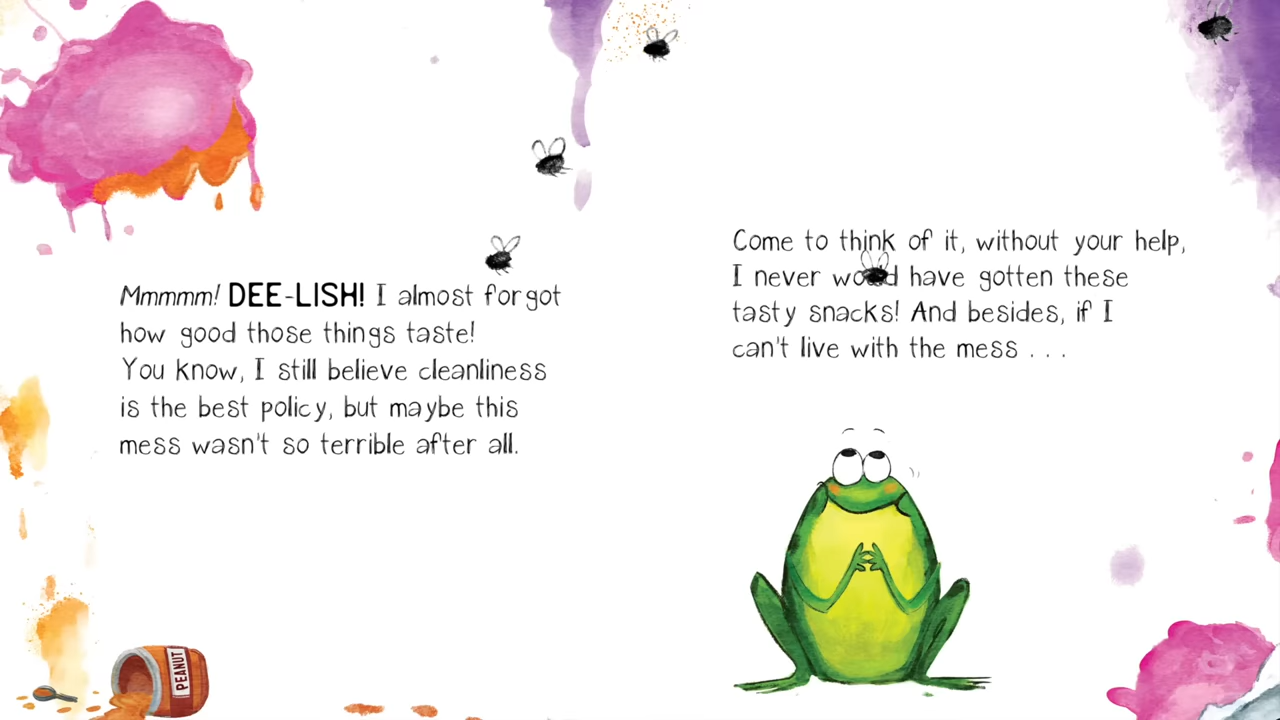 Mmmmm! DEE-LISH! I almost forgot
how good those things taste!
You know, I still believe cleanliness
is the best policy, but maybe this
mess wasn't so terrible after all.
Come to think of it, without your help,
I never would have gotten these
tasty snacks! And besides, if I
can't live with the mess . . .
PEANUT